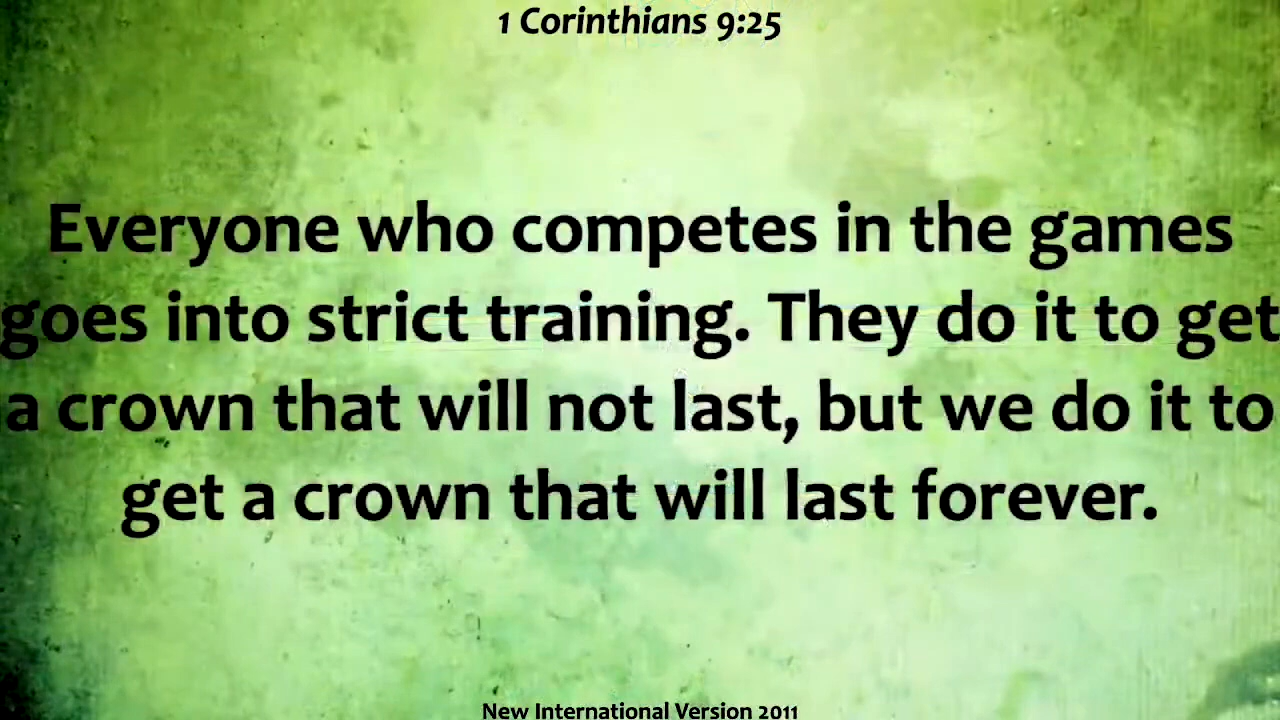 1 Corinthians 9:25
Everyone who competes in the games
goes into strict training. They do it to get
a crown that will not last, but we do it to
get a crown that will last forever.
New International Version 2011